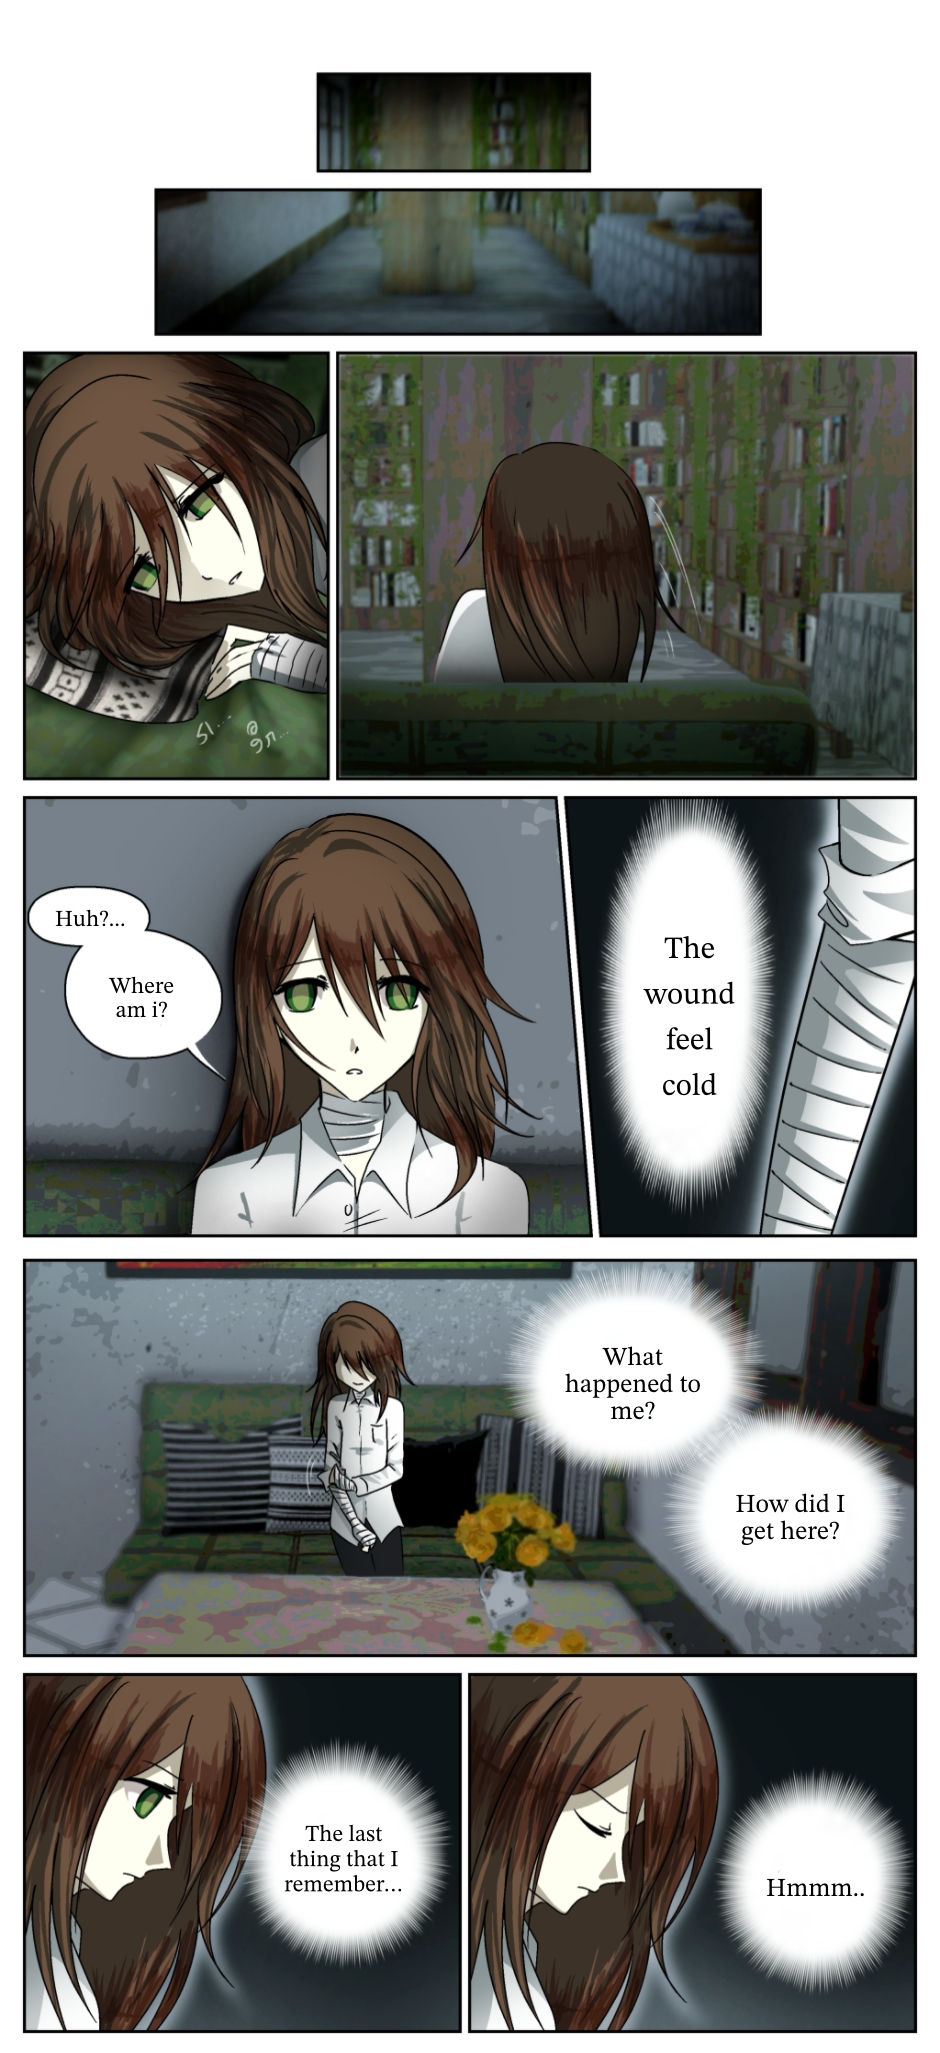 Huh?...
Where
am i?
The
wound
feel
cold
What
happened to
me?
How did I
get here?
The last
thing that I
remember...
Hmmm..